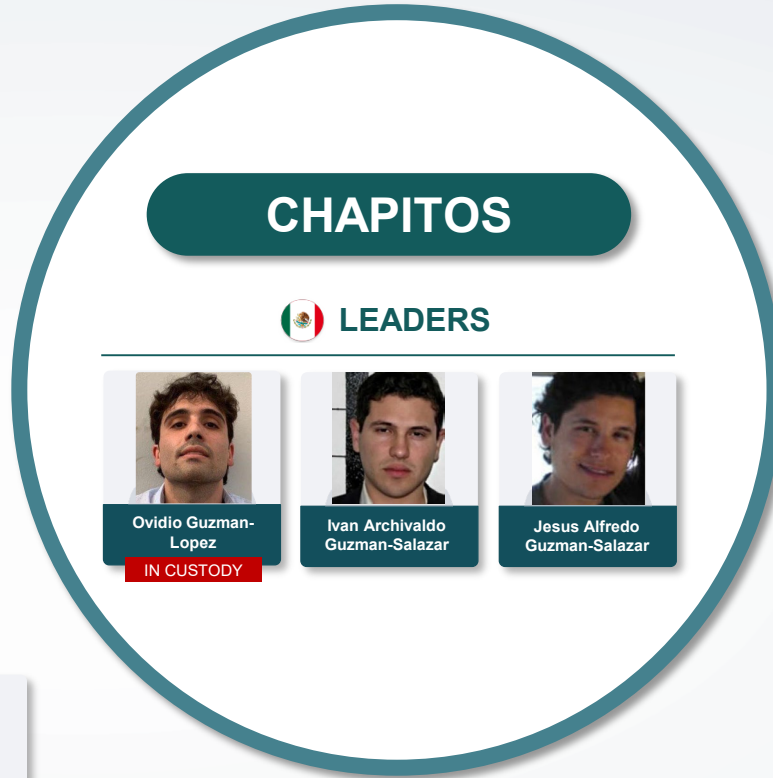 CHAPITOS
LEADERS
Ovidio Guzman-
Lopez
IN CUSTODY
Ivan Archivaldo
Guzman-Salazar
Jesus Alfredo
Guzman-Salazar